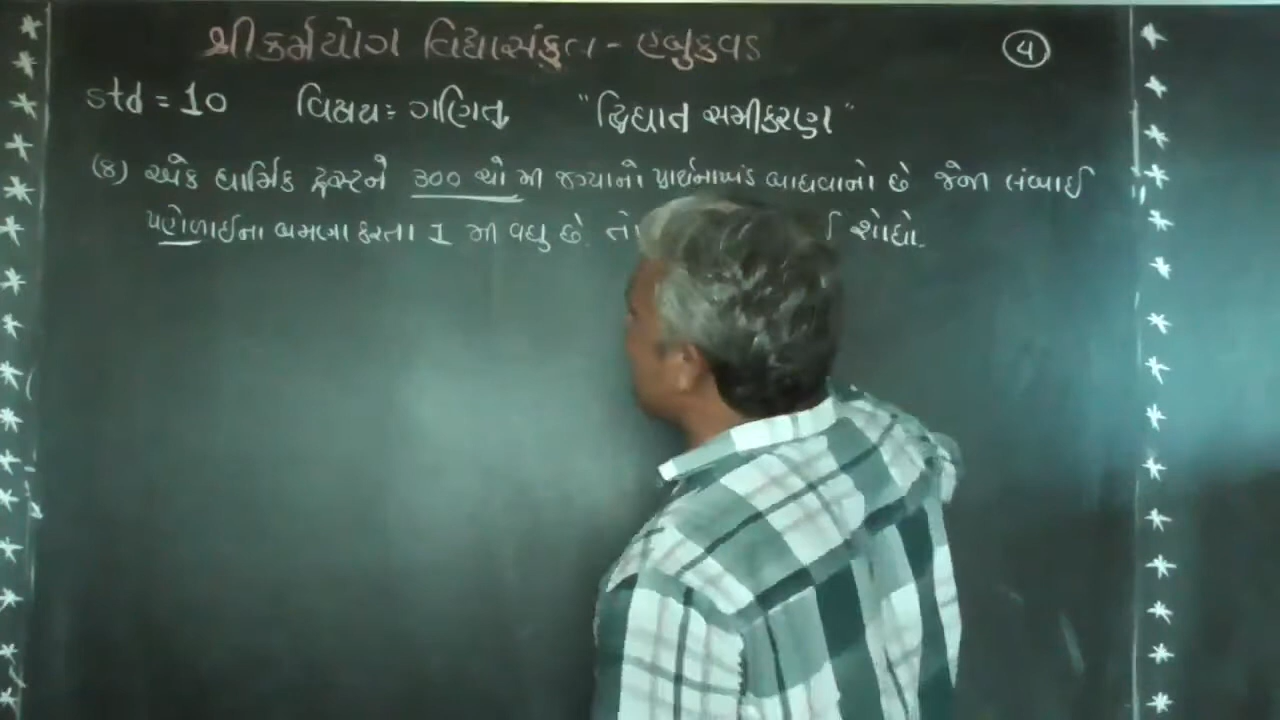 શ્રી કર્મયોગ વિદ્યાસંકુલ - હબુકવડ
૫
std = 10 વિષય: ગણિત "દ્વિઘાત સમીકરણ"
(૪) એક ધાર્મિક ટ્રસ્ટને ૩૦૦ ચો મી જગ્યાનો પ્રાર્થનાખંડ બાધવાનો છે જેની લંબાઈ
પહોળાઈના બમણા કરતા 1 મી વધુ છે. તો શોધો.